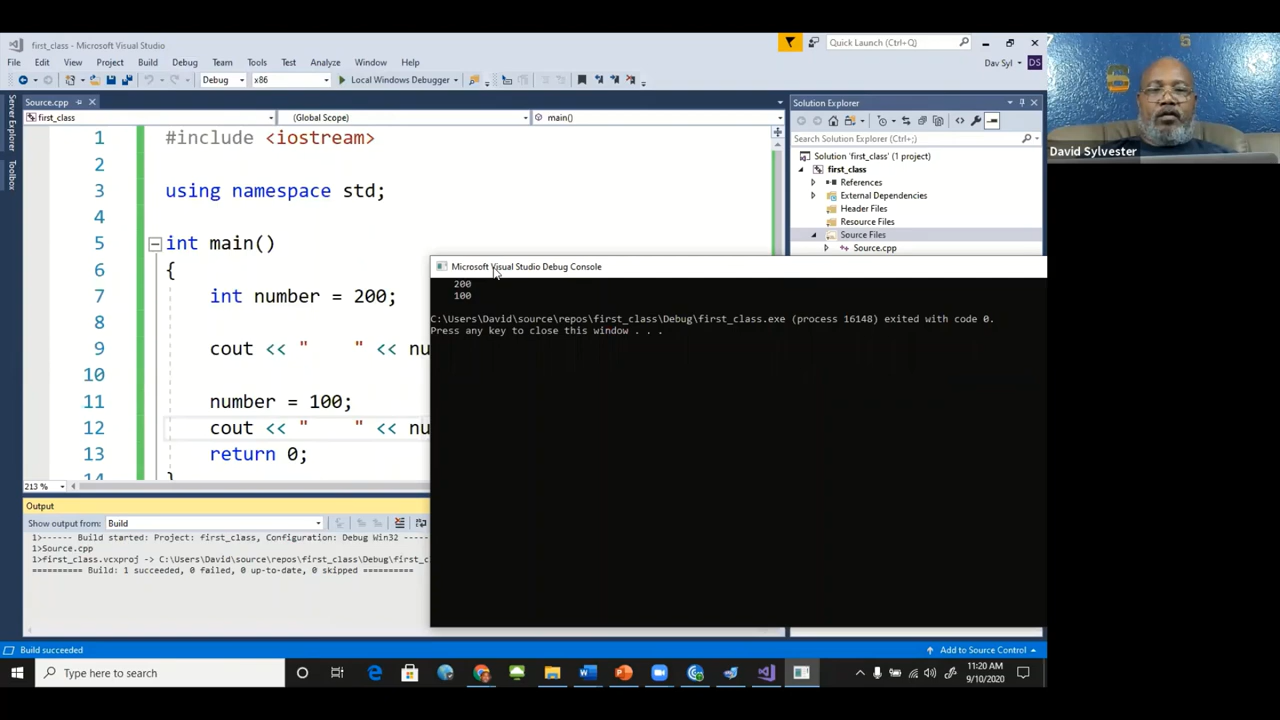 first_class - Microsoft Visual Studio
Quick Launch (Ctrl+Q)
File Edit View Project Build Debug Team Tools Test Analyze Window Help
Dav Syl DS
Debug x86 Local Windows Debugger
Server Explorer
Toolbox
Source.cpp
first_class (Global Scope) main()
1 #include <iostream>
2
3 using namespace std;
4
5 int main()
6 {
7 int number = 200;
8
9 cout << "    " << nu
10
11 number = 100;
12 cout << "    " << nu
13 return 0;
14 }
213 %
Solution Explorer
Search Solution Explorer (Ctrl+;)
Solution 'first_class' (1 project)
first_class
References
External Dependencies
Header Files
Resource Files
Source Files
Source.cpp
David Sylvester
Microsoft Visual Studio Debug Console
200
100
C:\Users\David\source\repos\first_class\Debug\first_class.exe (process 16148) exited with code 0.
Press any key to close this window . . .
Output
Show output from: Build
1>------ Build started: Project: first_class, Configuration: Debug Win32 -----
1>Source.cpp
1>first_class.vcxproj -> C:\Users\David\source\repos\first_class\Debug\first_c
========== Build: 1 succeeded, 0 failed, 0 up-to-date, 0 skipped ==========
Build succeeded
Add to Source Control
Type here to search
11:20 AM
9/10/2020